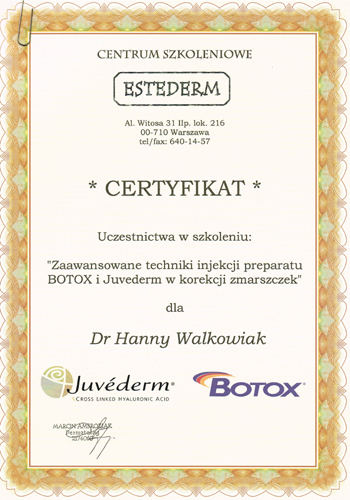 CENTRUM SZKOLENIOWE
ESTEDERM
Al. Witosa 31 IIp. lok. 216
00-710 Warszawa
tel/fax: 640-14-57
* CERTYFIKAT *
Uczestnictwa w szkoleniu:
"Zaawansowane techniki injekcji preparatu
BOTOX i Juvederm w korekcji zmarszczek"
dla
Dr Hanny Walkowiak
Juvéderm®
CROSS LINKED HYALURONIC ACID
BOTOX®
MARCIN AMBROZIAK
Dermatolog